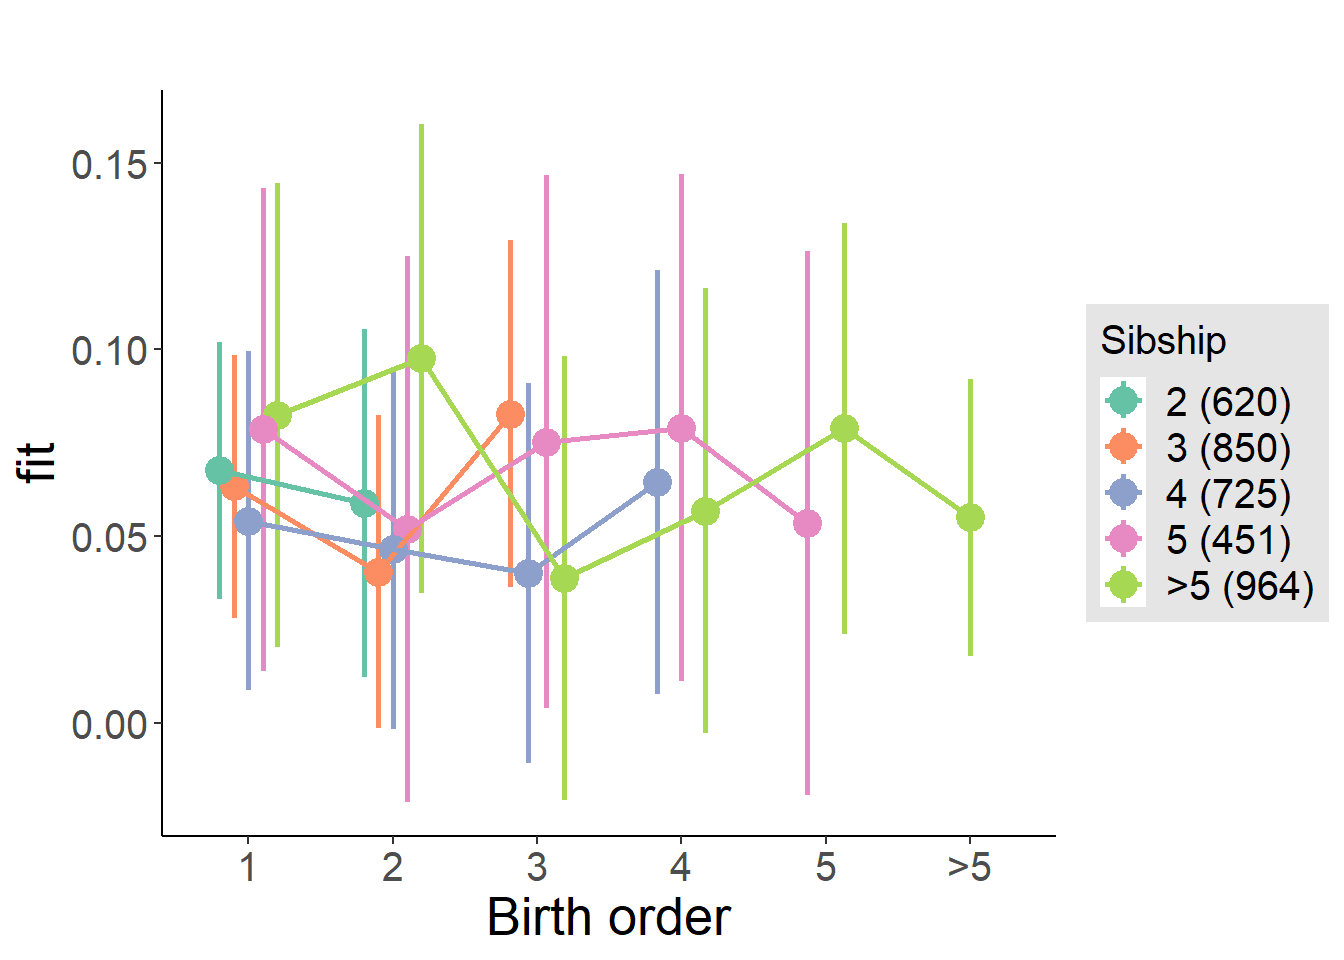 fit
0.15
0.10
0.05
0.00
1 2 3 4 5 >5
Birth order
Sibship
2 (620)
3 (850)
4 (725)
5 (451)
>5 (964)